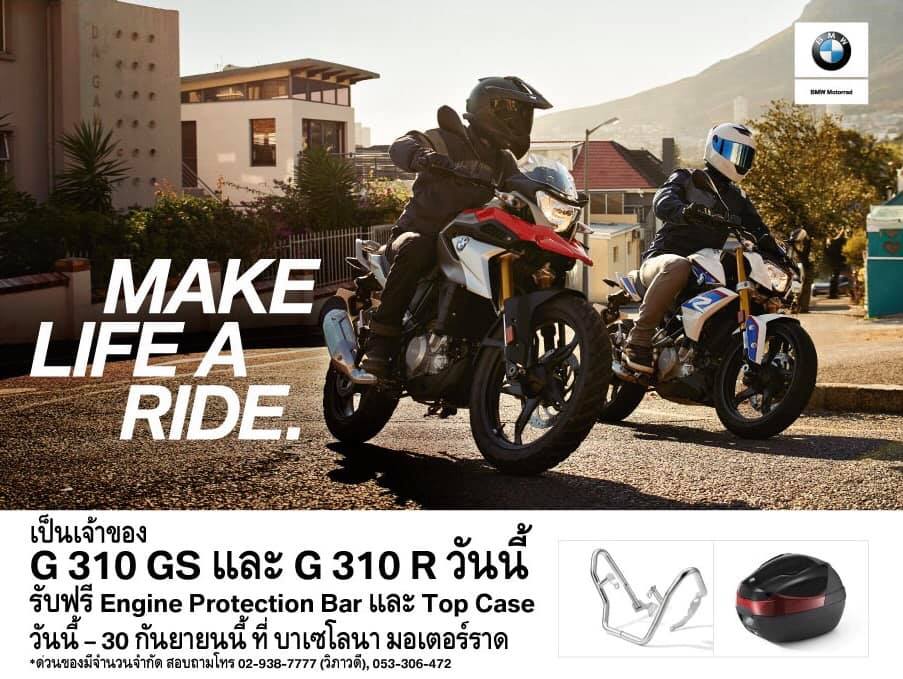 BMW
BMW Motorrad
DA GA
MAKE
LIFE A
RIDE.
เป็นเจ้าของ
G 310 GS และ G 310 R วันนี้
รับฟรี Engine Protection Bar และ Top Case
วันนี้ – 30 กันยายนนี้ ที่ บาเซโลนา มอเตอร์ราด
*ด่วนของมีจำนวนจำกัด สอบถามโทร 02-938-7777 (วิภาวดี), 053-306-472